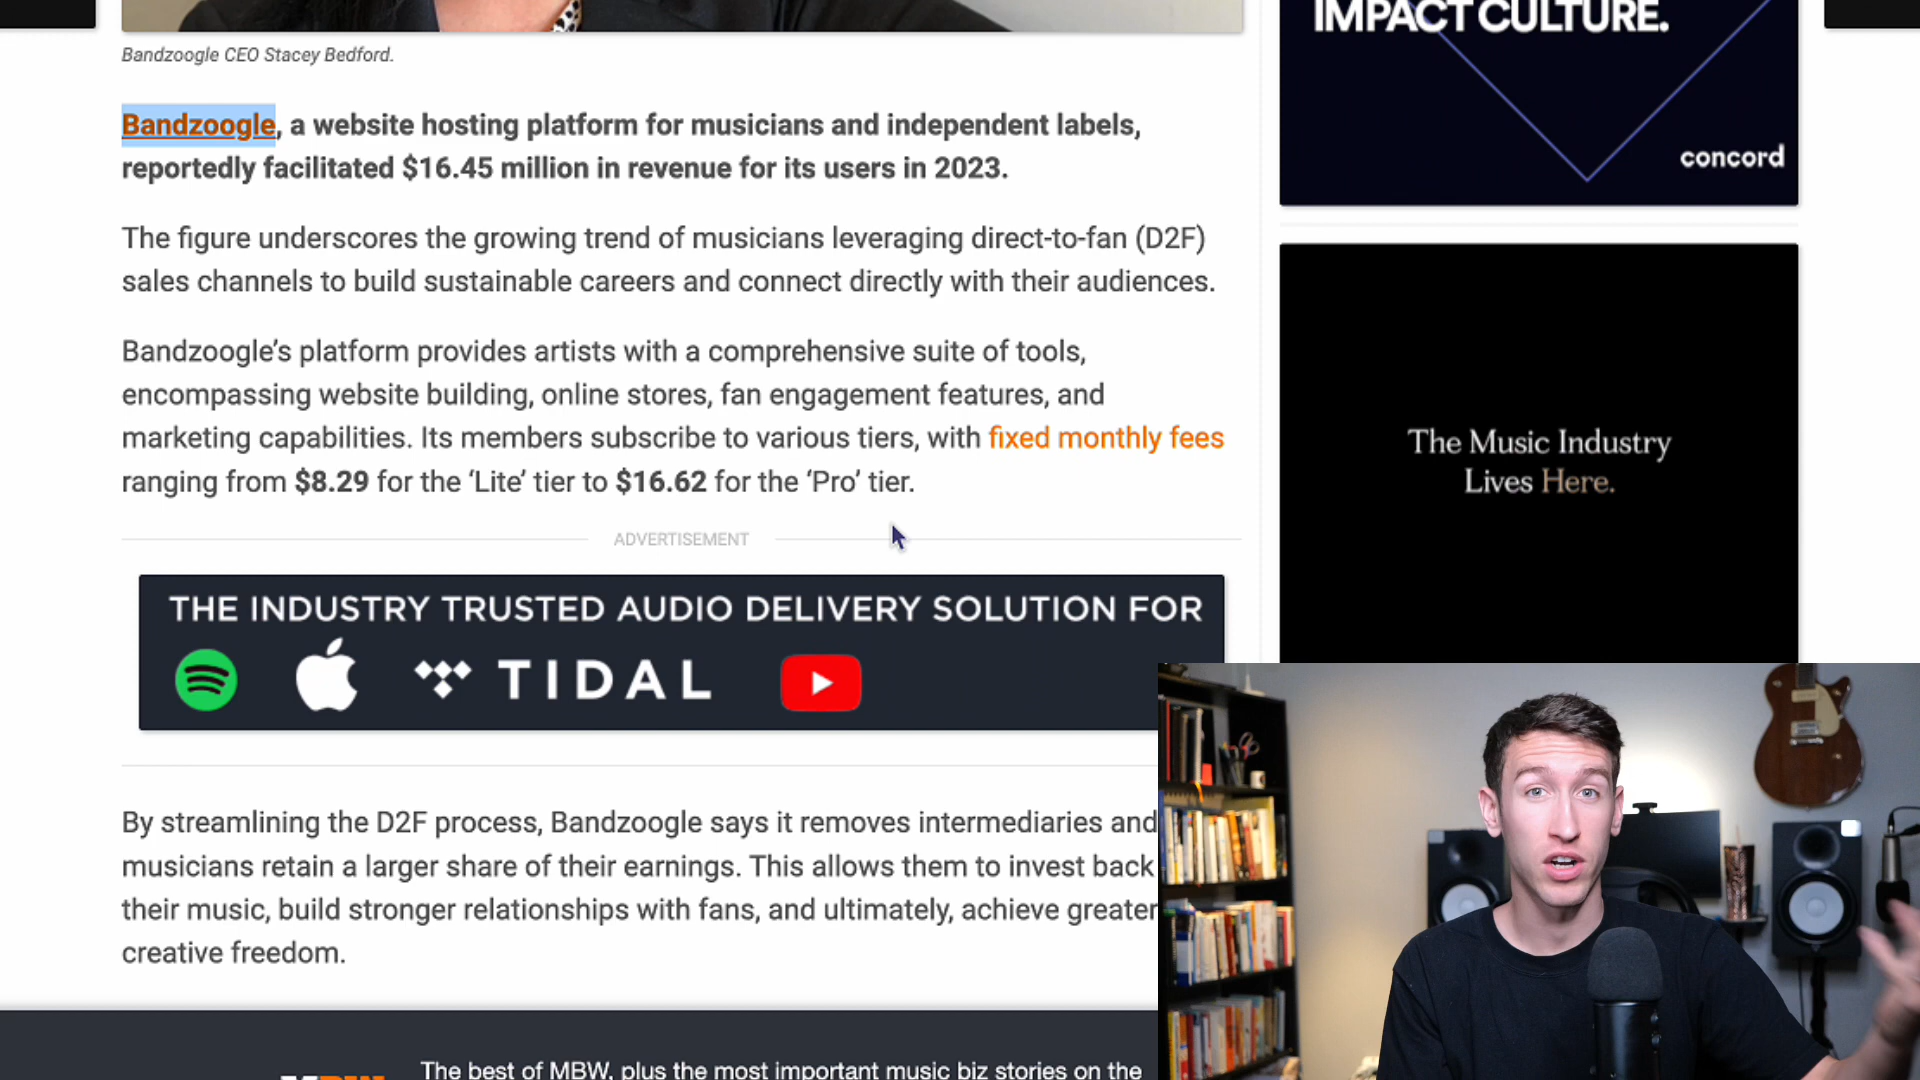 IMPACT CULTURE.
concord
Bandzoogle CEO Stacey Bedford.
Bandzoogle, a website hosting platform for musicians and independent labels,
reportedly facilitated $16.45 million in revenue for its users in 2023.
The figure underscores the growing trend of musicians leveraging direct-to-fan (D2F)
sales channels to build sustainable careers and connect directly with their audiences.
Bandzoogle’s platform provides artists with a comprehensive suite of tools,
encompassing website building, online stores, fan engagement features, and
marketing capabilities. Its members subscribe to various tiers, with fixed monthly fees
ranging from $8.29 for the ‘Lite’ tier to $16.62 for the ‘Pro’ tier.
The Music Industry
Lives Here.
ADVERTISEMENT
THE INDUSTRY TRUSTED AUDIO DELIVERY SOLUTION FOR
TIDAL
By streamlining the D2F process, Bandzoogle says it removes intermediaries and
musicians retain a larger share of their earnings. This allows them to invest back
their music, build stronger relationships with fans, and ultimately, achieve greater
creative freedom.
MBW
The best of MBW, plus the most important music biz stories on the